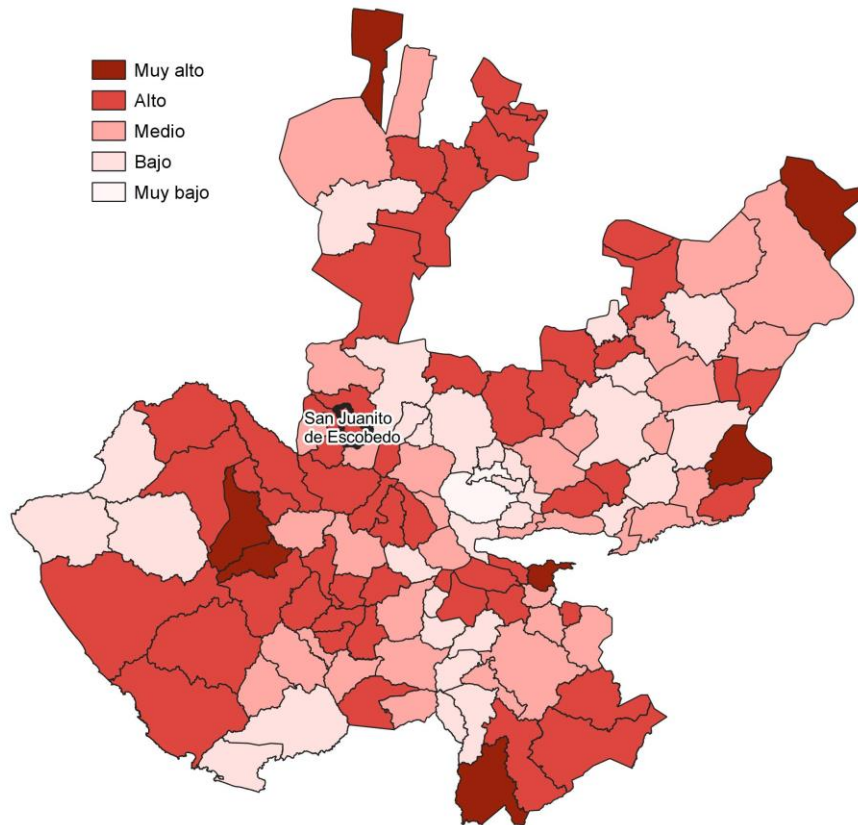 Muy alto
Alto
Medio
Bajo
Muy bajo
San Juanito
de Escobedo